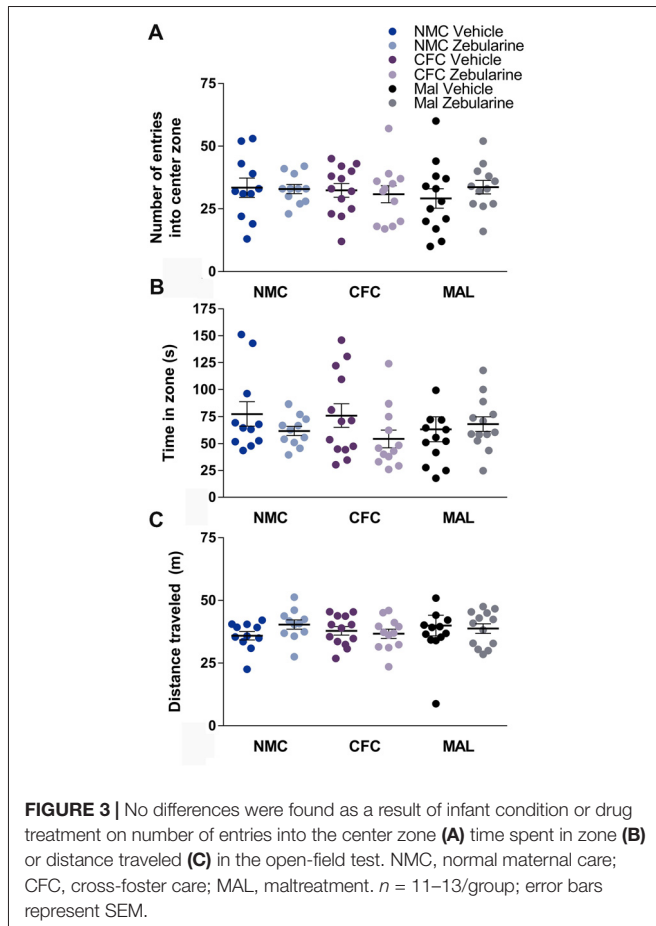 A
NMC Vehicle
NMC Zebularine
CFC Vehicle
CFC Zebularine
Mal Vehicle
Mal Zebularine
Number of entries
into center zone
75
50
25
0
NMC CFC MAL
B
Time in zone (s)
175
150
125
100
75
50
25
0
NMC CFC MAL
C
Distance traveled (m)
75
50
25
0
NMC CFC MAL
FIGURE 3 | No differences were found as a result of infant condition or drug
treatment on number of entries into the center zone (A) time spent in zone (B)
or distance traveled (C) in the open-field test. NMC, normal maternal care;
CFC, cross-foster care; MAL, maltreatment. n = 11–13/group; error bars
represent SEM.